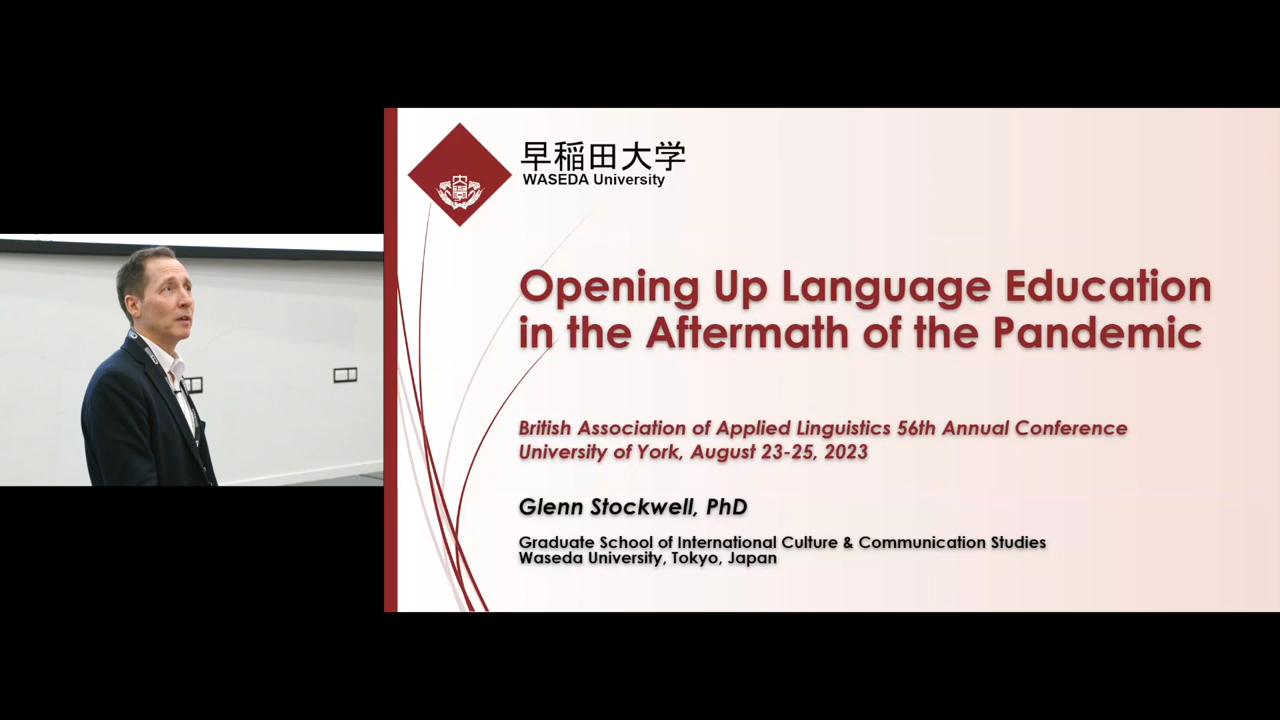 早稲田大学
WASEDA University
Opening Up Language Education
in the Aftermath of the Pandemic
British Association of Applied Linguistics 56th Annual Conference
University of York, August 23-25, 2023
Glenn Stockwell, PhD
Graduate School of International Culture & Communication Studies
Waseda University, Tokyo, Japan